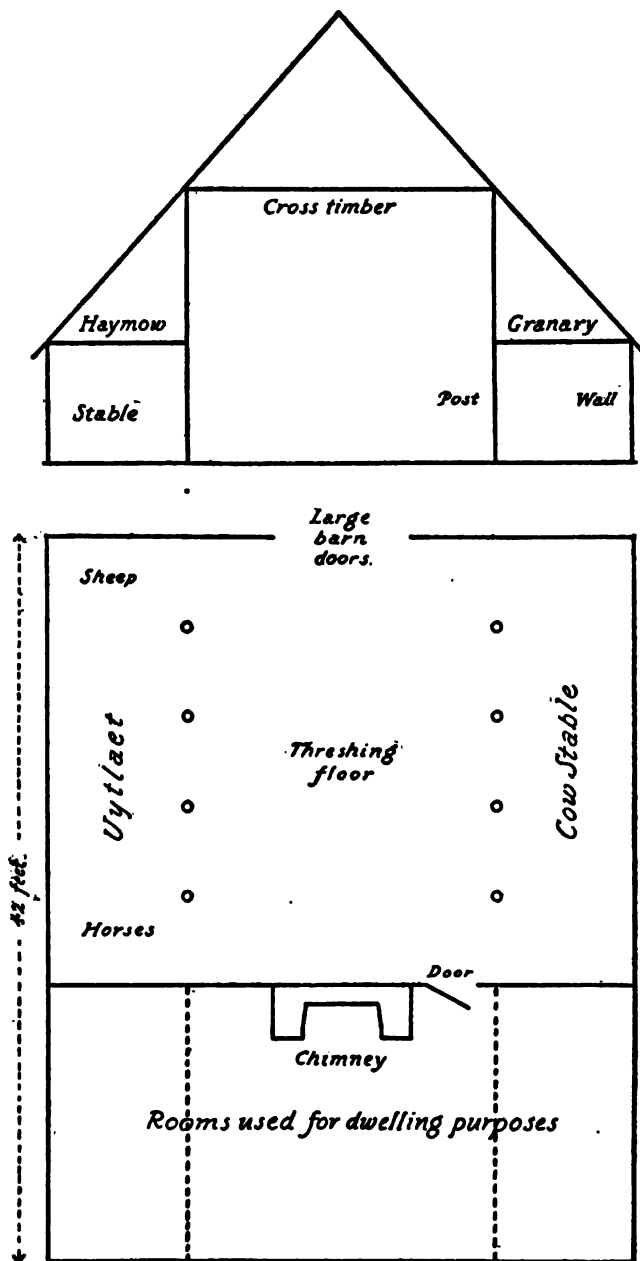 Cross timber
Haymow
Granary
Stable
Post
Wall
Large
barn
doors.
Sheep
Uytlaet
Threshing
floor
Cow Stable
42 feet.
Horses
Door
Chimney
Rooms used for dwelling purposes